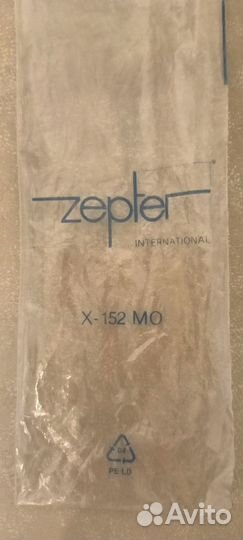 zepter
INTERNATIONAL
X-152 MO
04
PE-LD
Avito